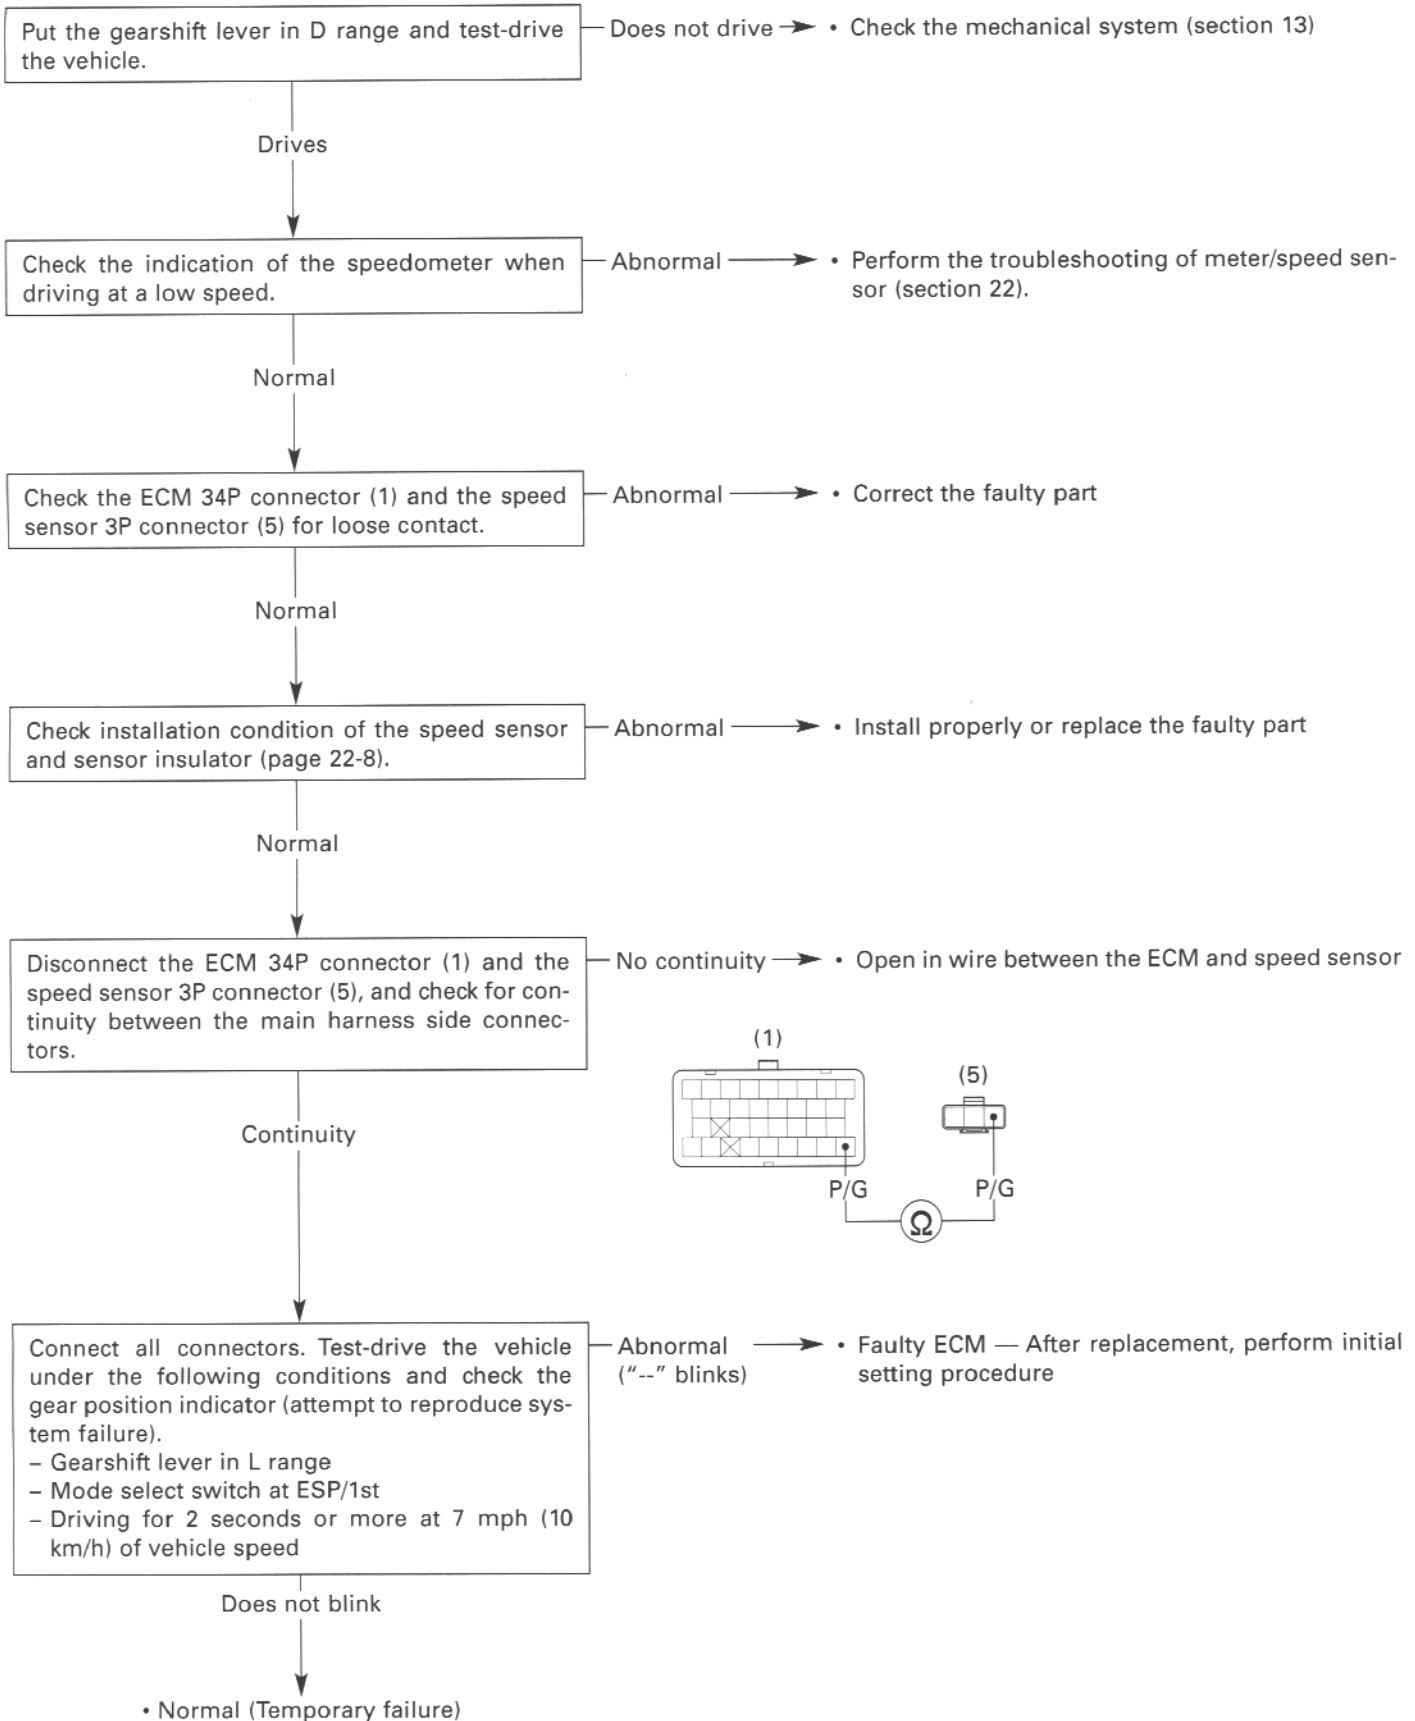 Put the gearshift lever in D range and test-drive
the vehicle.
Does not drive
• Check the mechanical system (section 13)
Drives
Check the indication of the speedometer when
driving at a low speed.
Abnormal
• Perform the troubleshooting of meter/speed sen-
sor (section 22).
Normal
Check the ECM 34P connector (1) and the speed
sensor 3P connector (5) for loose contact.
Abnormal
• Correct the faulty part
Normal
Check installation condition of the speed sensor
and sensor insulator (page 22-8).
Abnormal
• Install properly or replace the faulty part
Normal
Disconnect the ECM 34P connector (1) and the
speed sensor 3P connector (5), and check for con-
tinuity between the main harness side connec-
tors.
No continuity
• Open in wire between the ECM and speed sensor
(1)
(5)
P/G
P/G
Ω
Continuity
Connect all connectors. Test-drive the vehicle
under the following conditions and check the
gear position indicator (attempt to reproduce sys-
tem failure).
– Gearshift lever in L range
– Mode select switch at ESP/1st
– Driving for 2 seconds or more at 7 mph (10
km/h) of vehicle speed
Abnormal
("--" blinks)
• Faulty ECM — After replacement, perform initial
setting procedure
Does not blink
• Normal (Temporary failure)